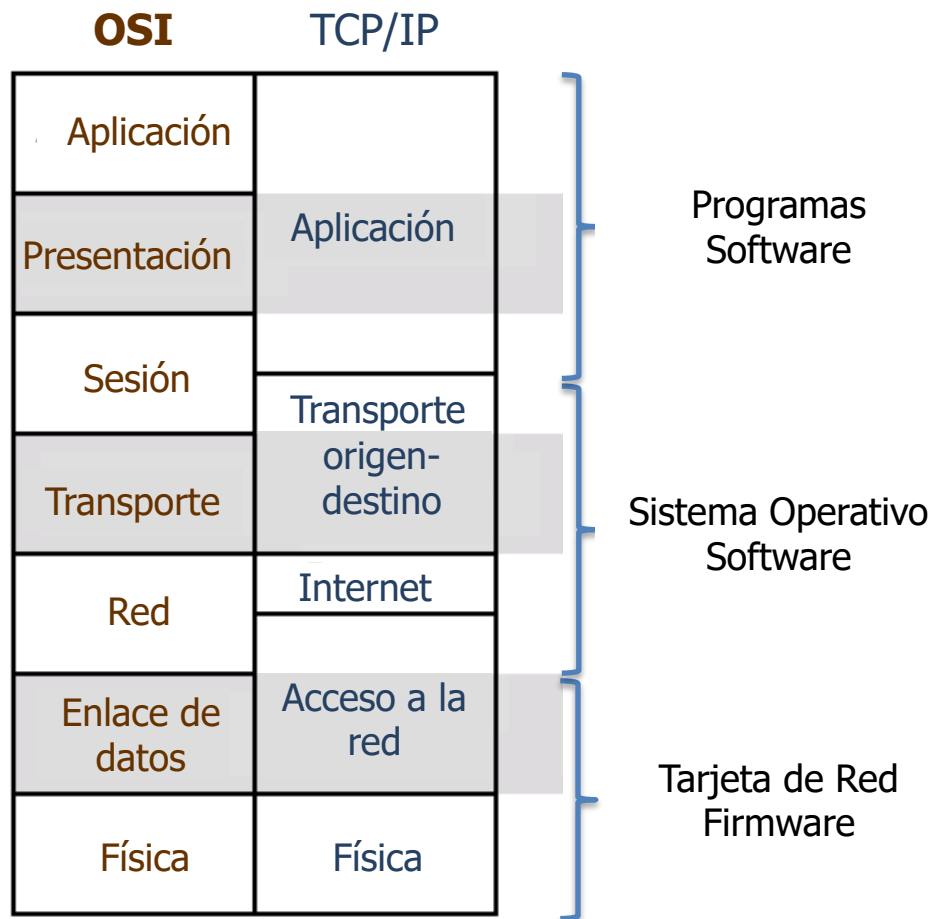 OSI
TCP/IP
Aplicación
Presentación
Sesión
Transporte
Red
Enlace de
datos
Física
Aplicación
Transporte
origen-
destino
Internet
Acceso a la
red
Física
Programas
Software
Sistema Operativo
Software
Tarjeta de Red
Firmware